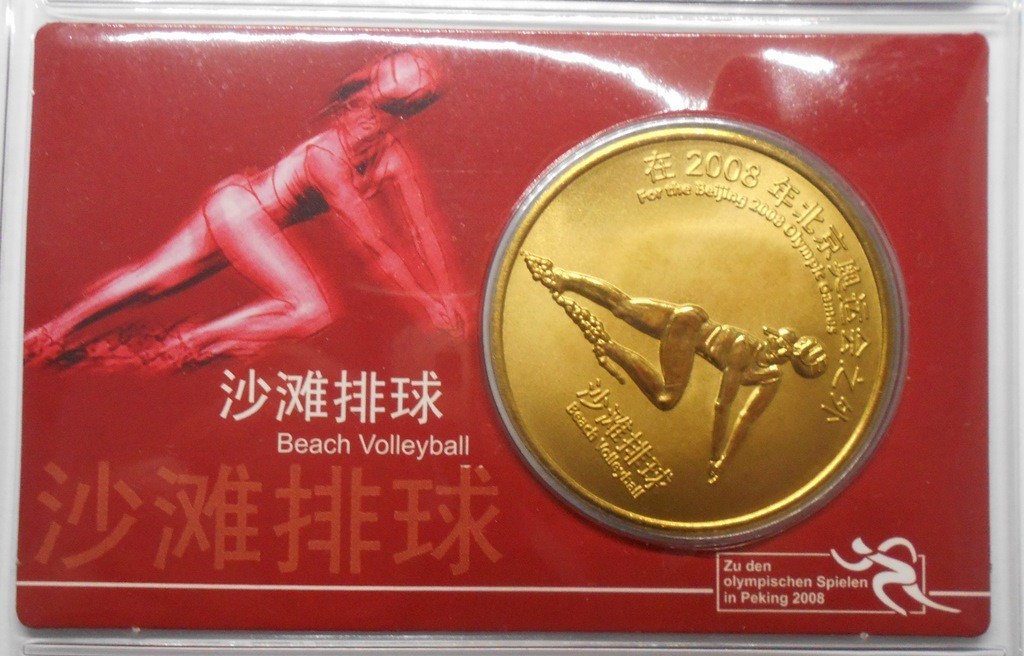 在 2008 年北京奥运会之外
For the Beijing 2008 Olympic Games
沙滩排球
Beach Volleyball
沙滩排球
Beach Volleyball
沙滩排球
Zu den
olympischen Spielen
in Peking 2008